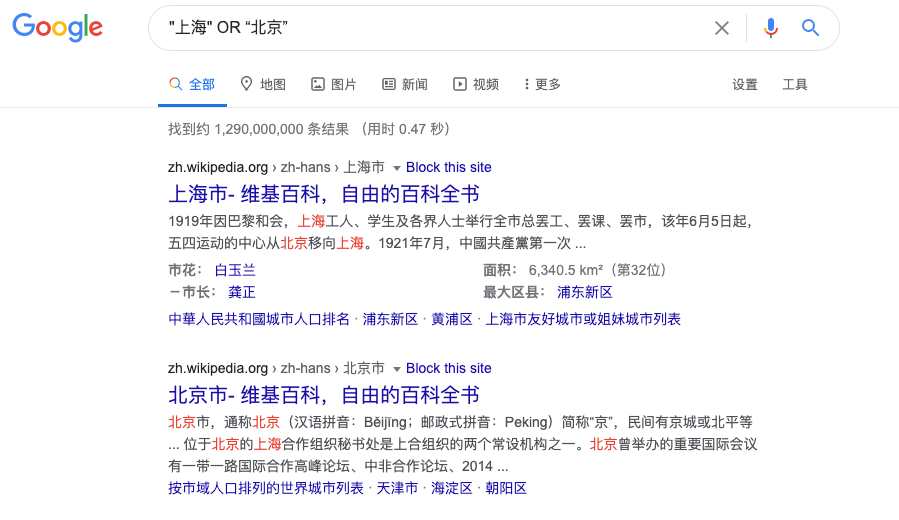 Google
"上海" OR “北京”
全部 地图 图片 新闻 视频 更多 设置 工具
找到约 1,290,000,000 条结果 （用时 0.47 秒）
zh.wikipedia.org › zh-hans › 上海市 Block this site
上海市- 维基百科，自由的百科全书
1919年因巴黎和会，上海工人、学生及各界人士举行全市总罢工、罢课、罢市，该年6月5日起，
五四运动的中心从北京移向上海。1921年7月，中國共產黨第一次 ...
市花： 白玉兰 面积： 6,340.5 km²（第32位）
－市长： 龚正 最大区县： 浦东新区
中華人民共和國城市人口排名 · 浦东新区 · 黄浦区 · 上海市友好城市或姐妹城市列表
zh.wikipedia.org › zh-hans › 北京市 Block this site
北京市- 维基百科，自由的百科全书
北京市，通称北京（汉语拼音：Běijīng；邮政式拼音：Peking）简称“京”，民间有京城或北平等
... 位于北京的上海合作组织秘书处是上合组织的两个常设机构之一。北京曾举办的重要国际会议
有一带一路国际合作高峰论坛、中非合作论坛、2014 ...
按市域人口排列的世界城市列表 · 天津市 · 海淀区 · 朝阳区